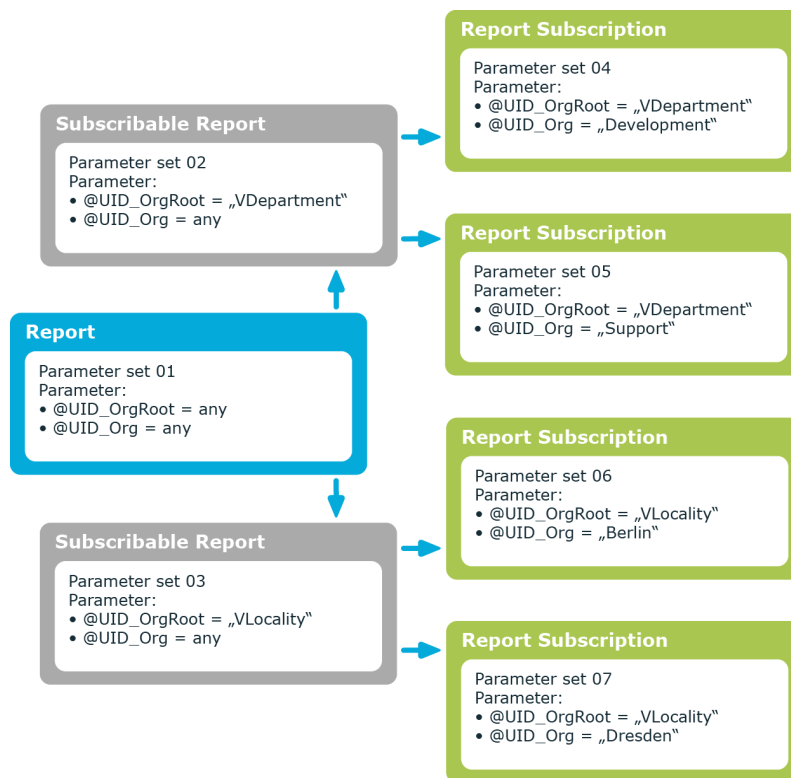 Report Subscription
Parameter set 04
Parameter:
• @UID_OrgRoot = „VDepartment“
• @UID_Org = „Development“
Subscribable Report
Parameter set 02
Parameter:
• @UID_OrgRoot = „VDepartment“
• @UID_Org = any
Report Subscription
Parameter set 05
Parameter:
• @UID_OrgRoot = „VDepartment“
• @UID_Org = „Support“
Report
Parameter set 01
Parameter:
• @UID_OrgRoot = any
• @UID_Org = any
Report Subscription
Parameter set 06
Parameter:
• @UID_OrgRoot = „VLocality“
• @UID_Org = „Berlin“
Subscribable Report
Parameter set 03
Parameter:
• @UID_OrgRoot = „VLocality“
• @UID_Org = any
Report Subscription
Parameter set 07
Parameter:
• @UID_OrgRoot = „VLocality“
• @UID_Org = „Dresden“